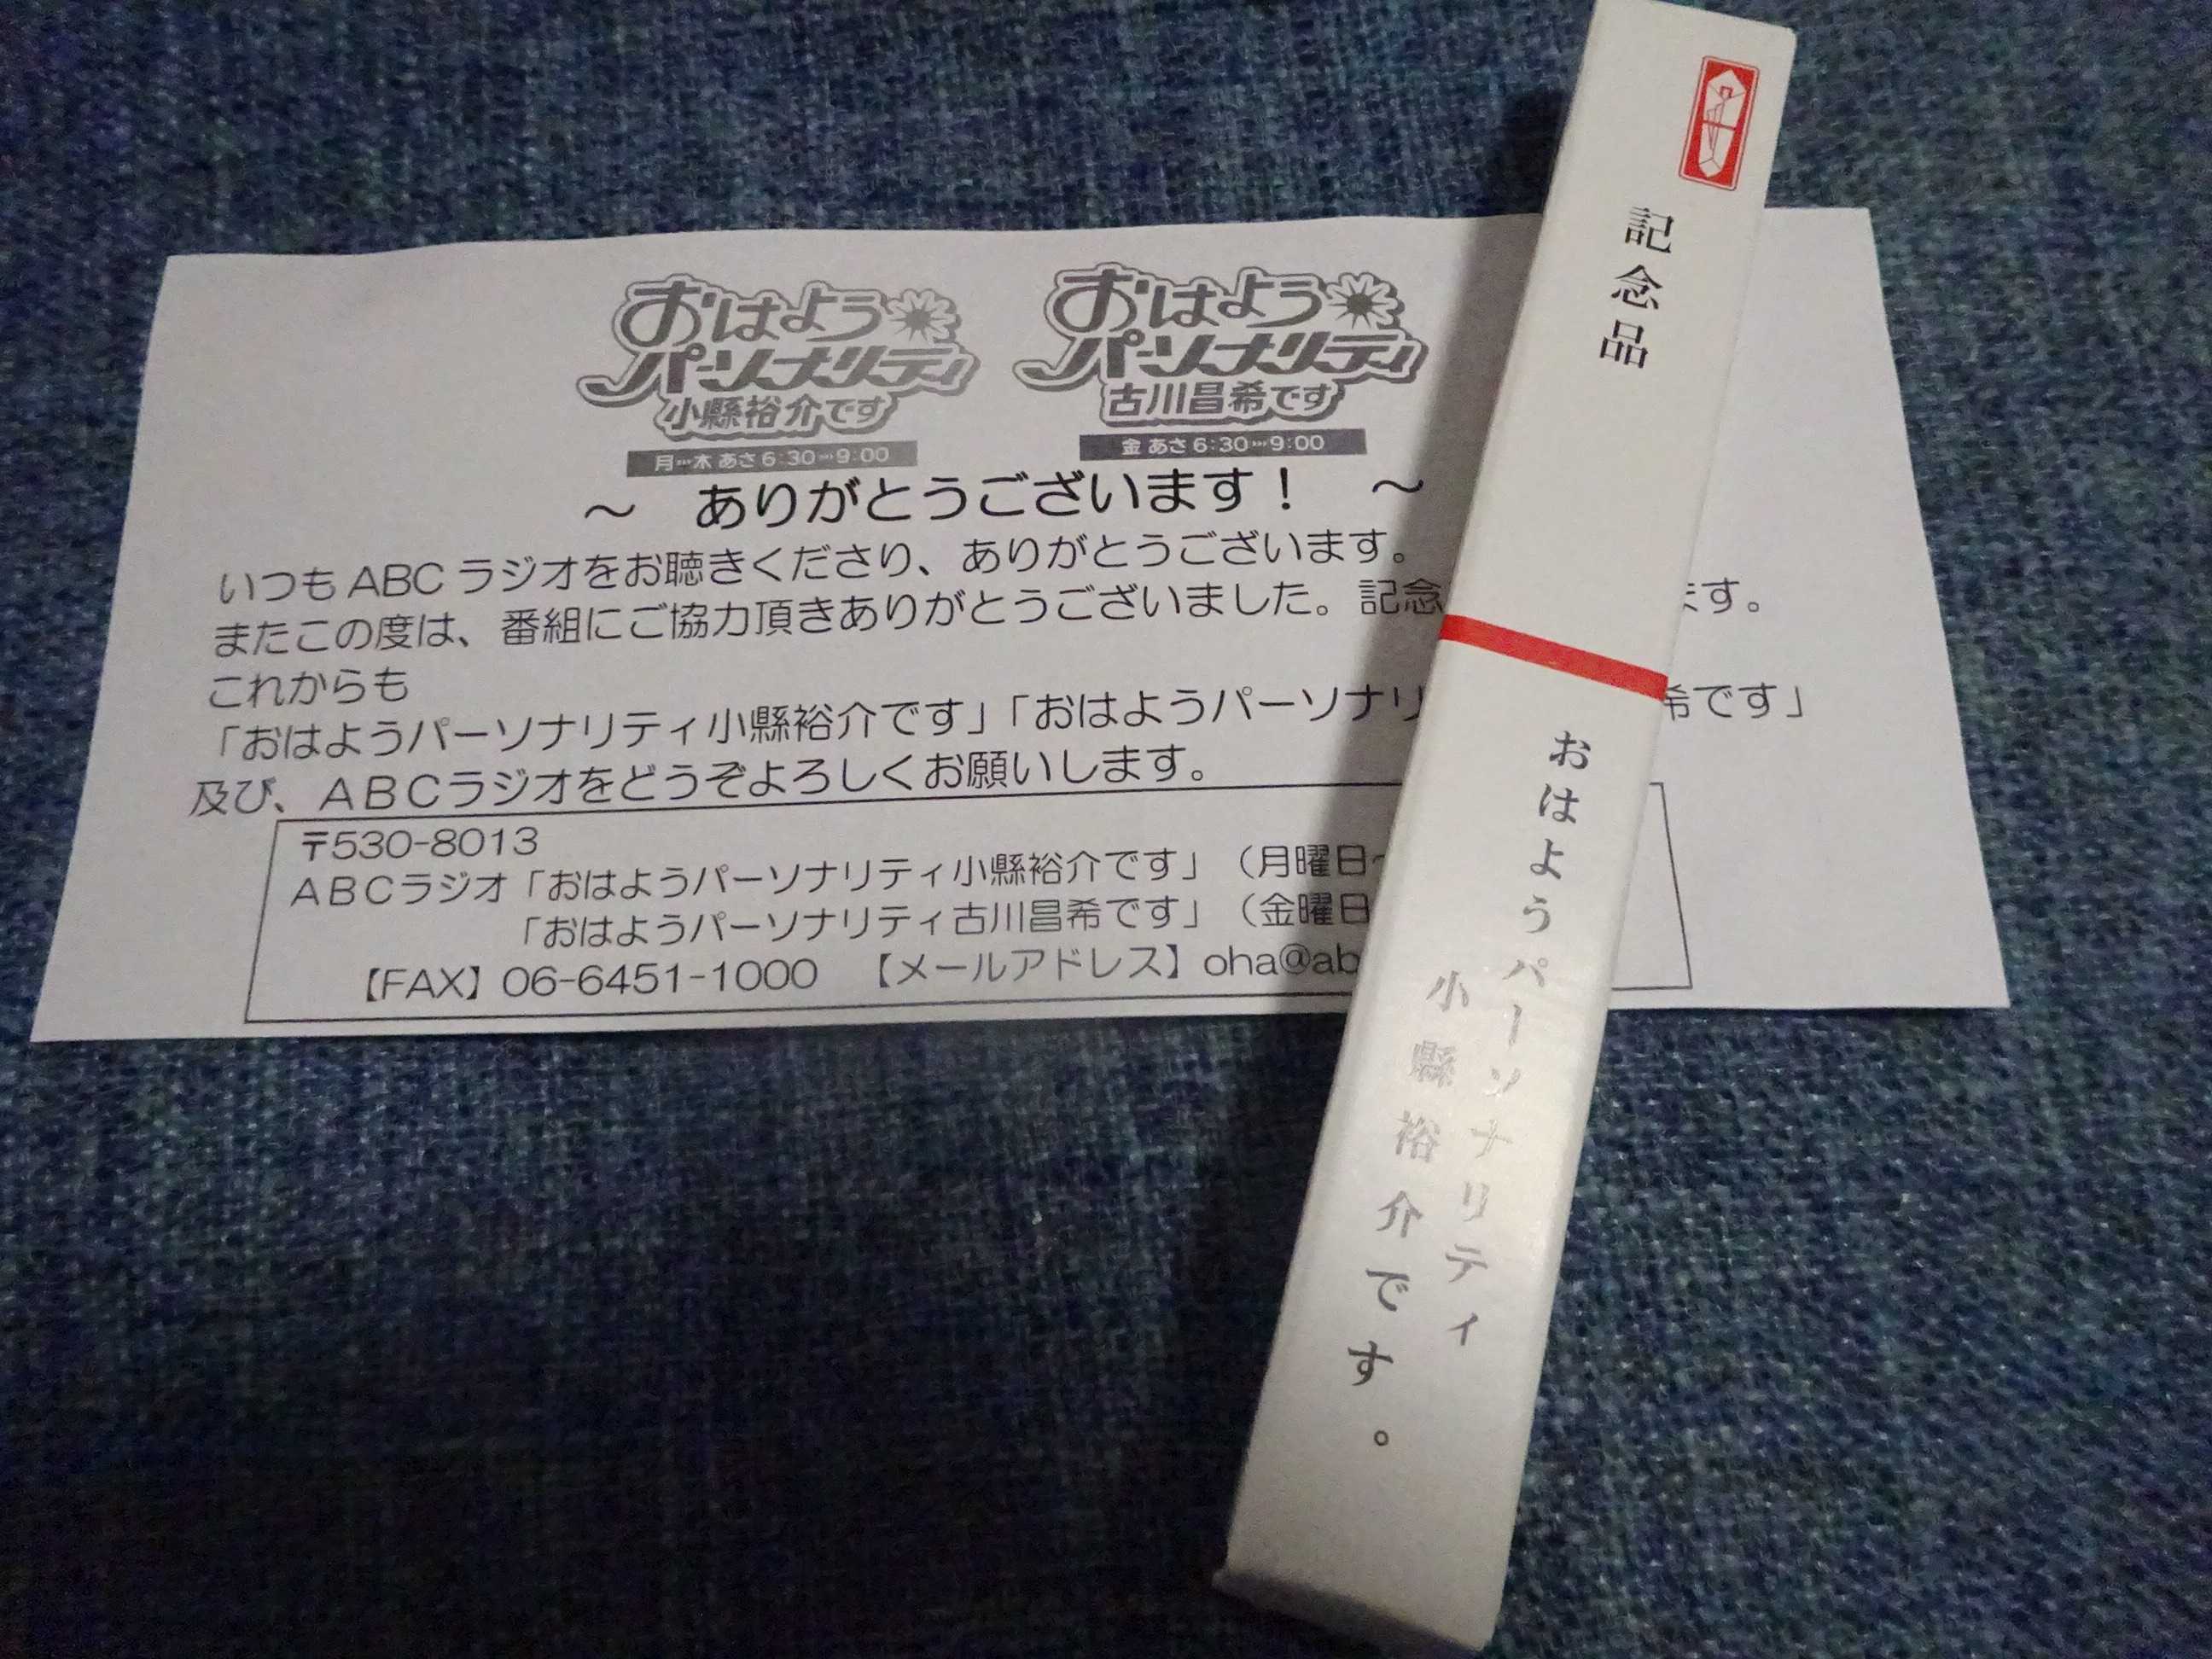 おはよう
パーソナリティ
小縣裕介です
月…木 あさ 6:30…9:00
おはよう
パーソナリティ
古川昌希です
金 あさ 6:30…9:00
～　ありがとうございます！　～
いつも ABC ラジオをお聴きくださり、ありがとうございます。
またこの度は、番組にご協力頂きありがとうございました。記念 ます。
これからも
「おはようパーソナリティ小縣裕介です」「おはようパーソナリ 希です」
及び、ＡＢＣラジオをどうぞよろしくお願いします。
〒530-8013
ＡＢＣラジオ「おはようパーソナリティ小縣裕介です」（月曜日~
「おはようパーソナリティ古川昌希です」（金曜日
【FAX】06-6451-1000　【メールアドレス】oha@ab
記念品
おはようパーソナリティ
小縣裕介です。